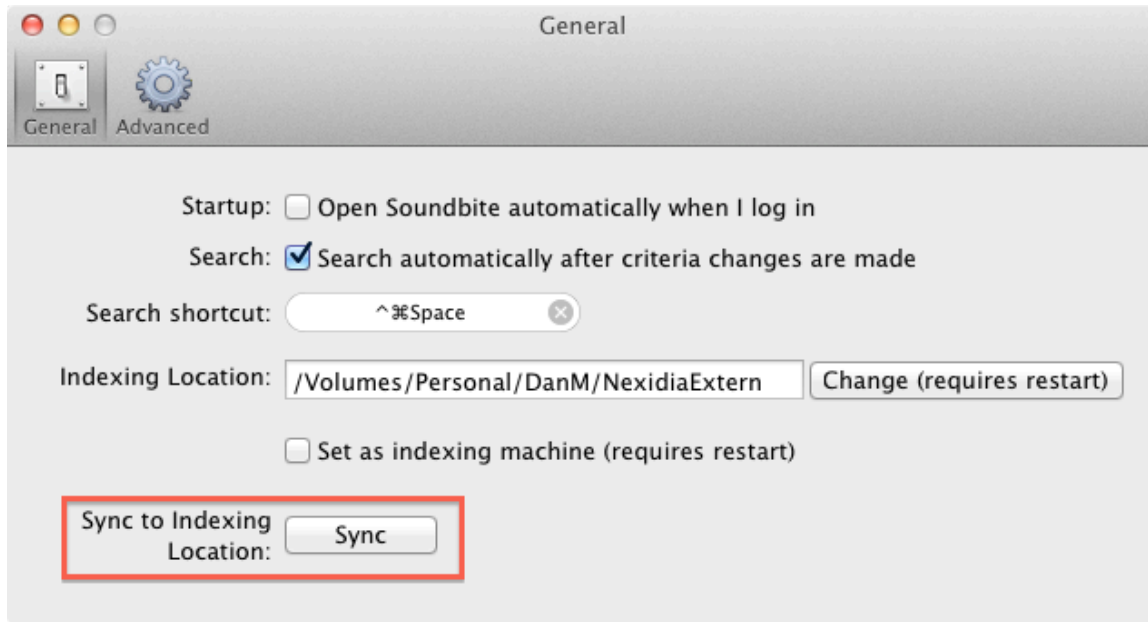 General
General Advanced
Startup: Open Soundbite automatically when I log in
Search: Search automatically after criteria changes are made
Search shortcut: ^⌘Space
Indexing Location: /Volumes/Personal/DanM/NexidiaExtern Change (requires restart)
Set as indexing machine (requires restart)
Sync to Indexing
Location: Sync